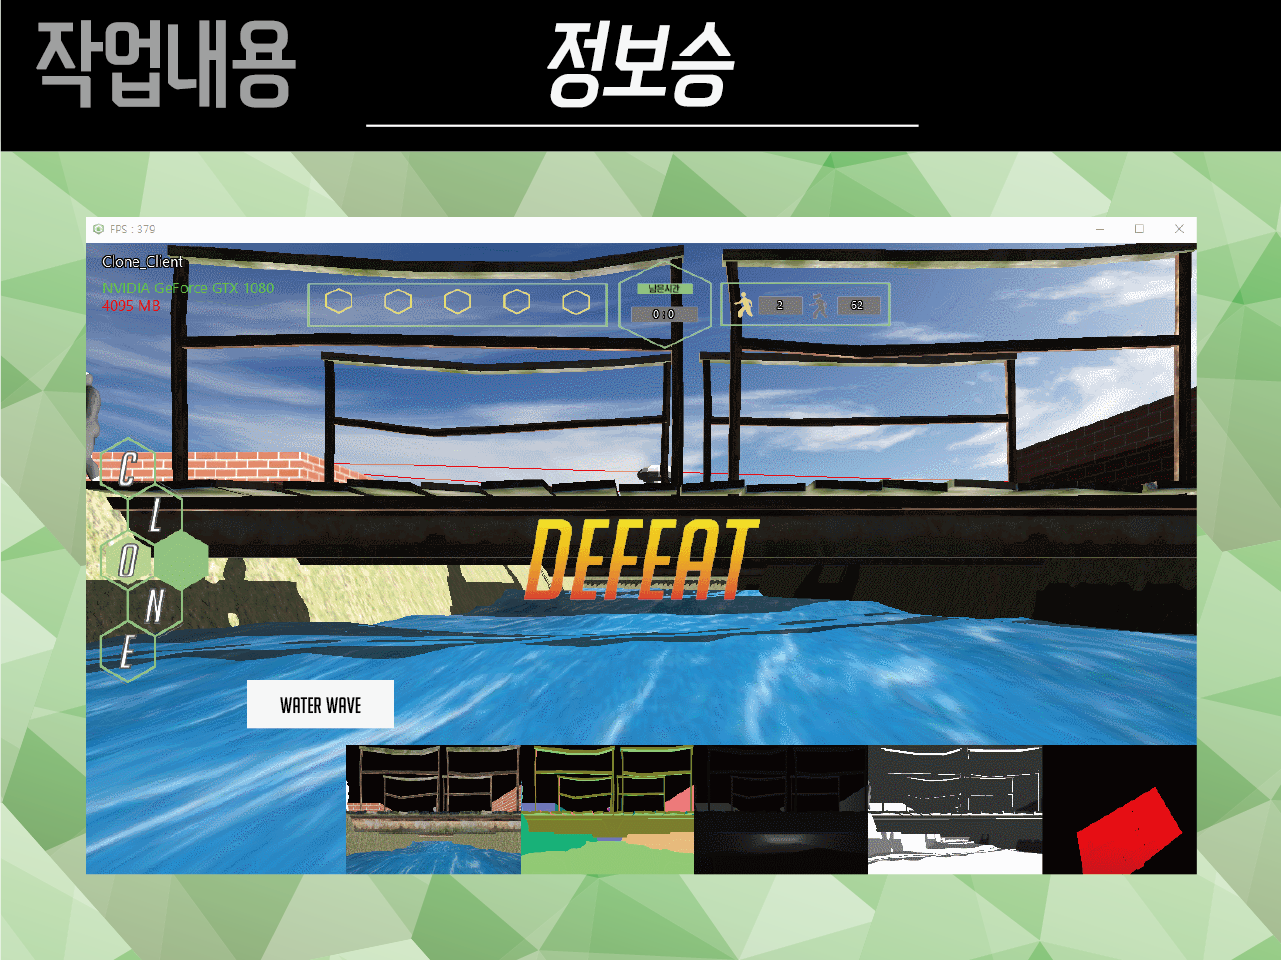 작업내용
정보승
FPS : 379
Clone_Client
NVIDIA GeForce GTX 1080
4095 MB
남은시간
0 : 0
2
62
C
L
O
N
E
DEFEAT
WATER WAVE